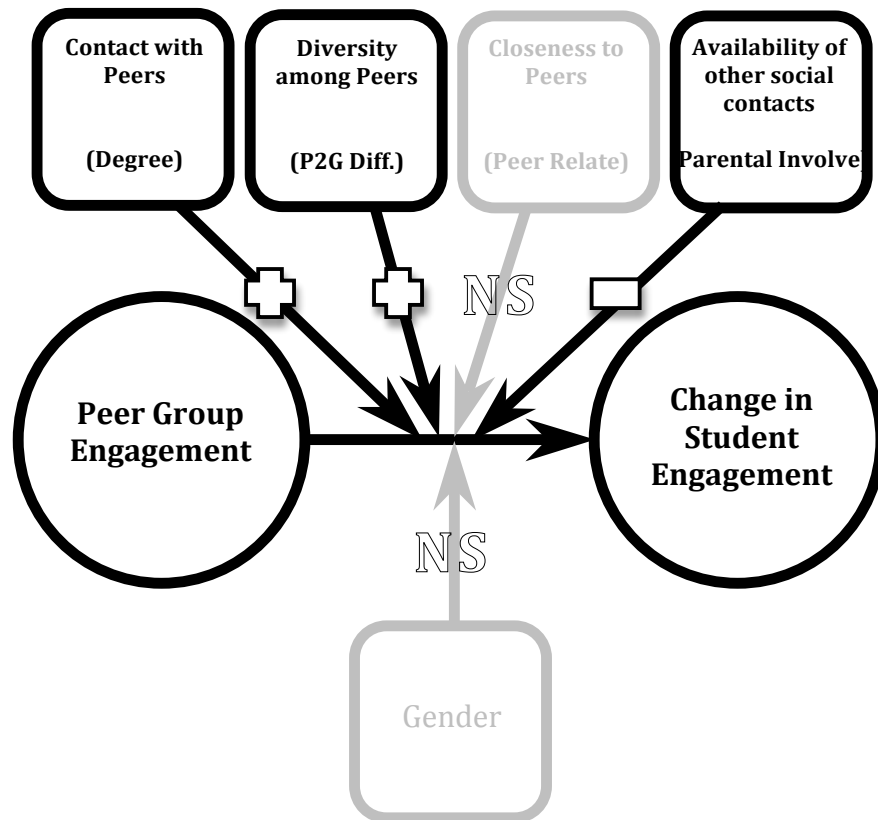 Contact with
Peers
(Degree)
Diversity
among Peers
(P2G Diff.)
Closeness to
Peers
(Peer Relate)
Availability of
other social
contacts
(Parental Involve)
NS
Peer Group
Engagement
Change in
Student
Engagement
NS
Gender